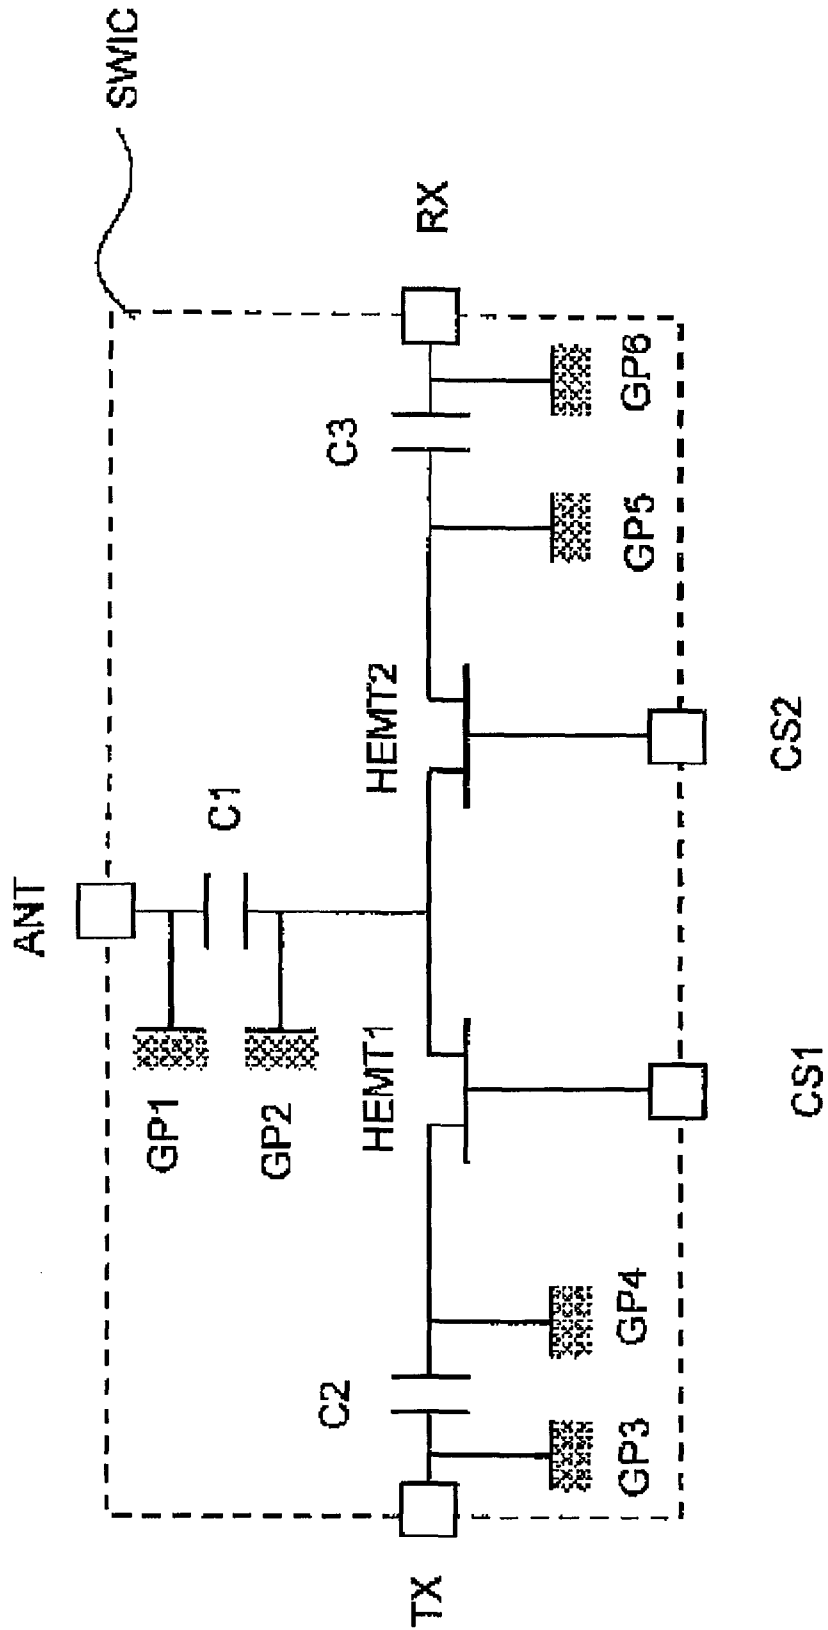 SWIC
ANT
C1
GP1
GP2
HEMT1
HEMT2
C2
C3
TX
RX
GP3
GP4
GP5
GP6
CS1
CS2